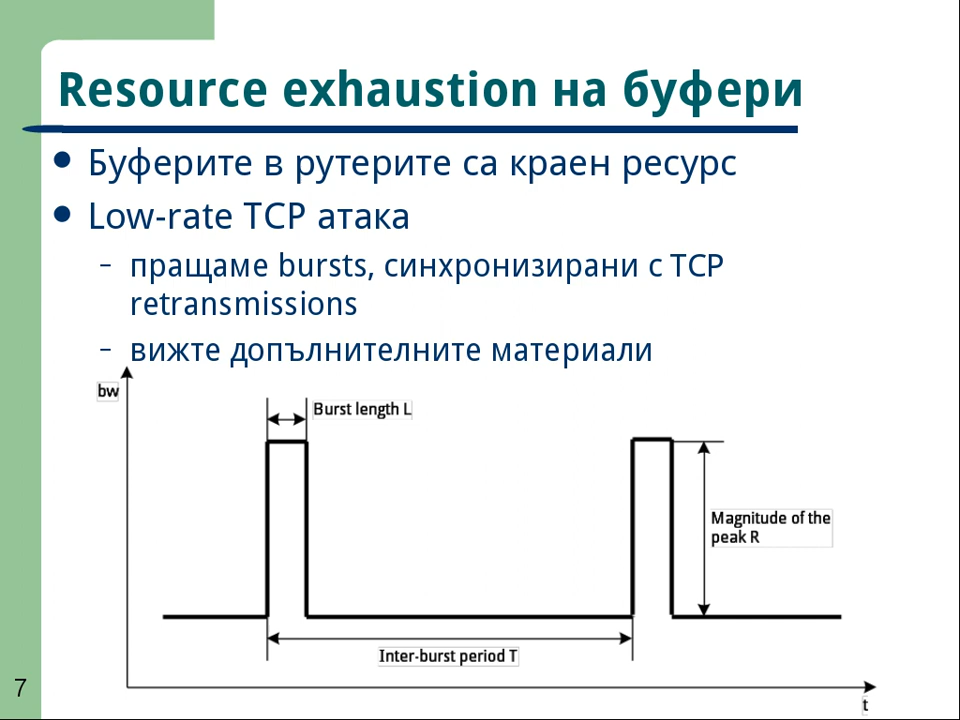 Resource exhaustion на буфери
Буферите в рутерите са краен ресурс
Low-rate TCP атака
– пращаме bursts, синхронизирани с TCP
retransmissions
– вижте допълнителните материали
bw
Burst length L
Magnitude of the
peak R
Inter-burst period T
7
t